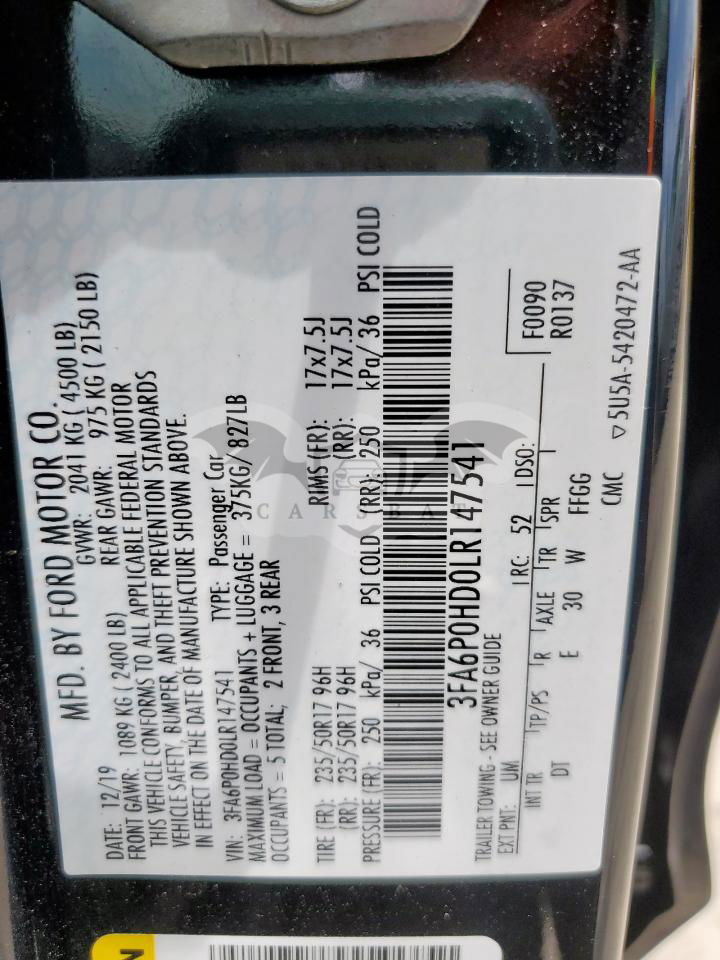 MFD. BY FORD MOTOR CO.
DATE: 12/19 GVWR: 2041 KG ( 4500 LB)
FRONT GAWR: 1089 KG ( 2400 LB) REAR GAWR: 975 KG ( 2150 LB)
THIS VEHICLE CONFORMS TO ALL APPLICABLE FEDERAL MOTOR
VEHICLE SAFETY, BUMPER, AND THEFT PREVENTION STANDARDS
IN EFFECT ON THE DATE OF MANUFACTURE SHOWN ABOVE.
VIN: 3FA6P0HD0LR147541 TYPE: Passenger Car
MAXIMUM LOAD = OCCUPANTS + LUGGAGE = 375KG / 827LB
OCCUPANTS = 5 TOTAL; 2 FRONT, 3 REAR
TIRE (FR): 235/50R17 96H RIMS (FR): 17x7.5J
(RR): 235/50R17 96H (RR): 17x7.5J
PRESSURE (FR): 250 kPa/ 36 PSI COLD (RR): 250 kPa/ 36 PSI COLD
3FA6P0HD0LR147541
TRAILER TOWING - SEE OWNER GUIDE
EXT PNT: UM RC: 52 DSO: F0090
INT TR TP/PS R AXLE TR SPR R0137
DT E 30 W FFGG
CMC ▽5U5A-5420472-AA
CARSBAT
N